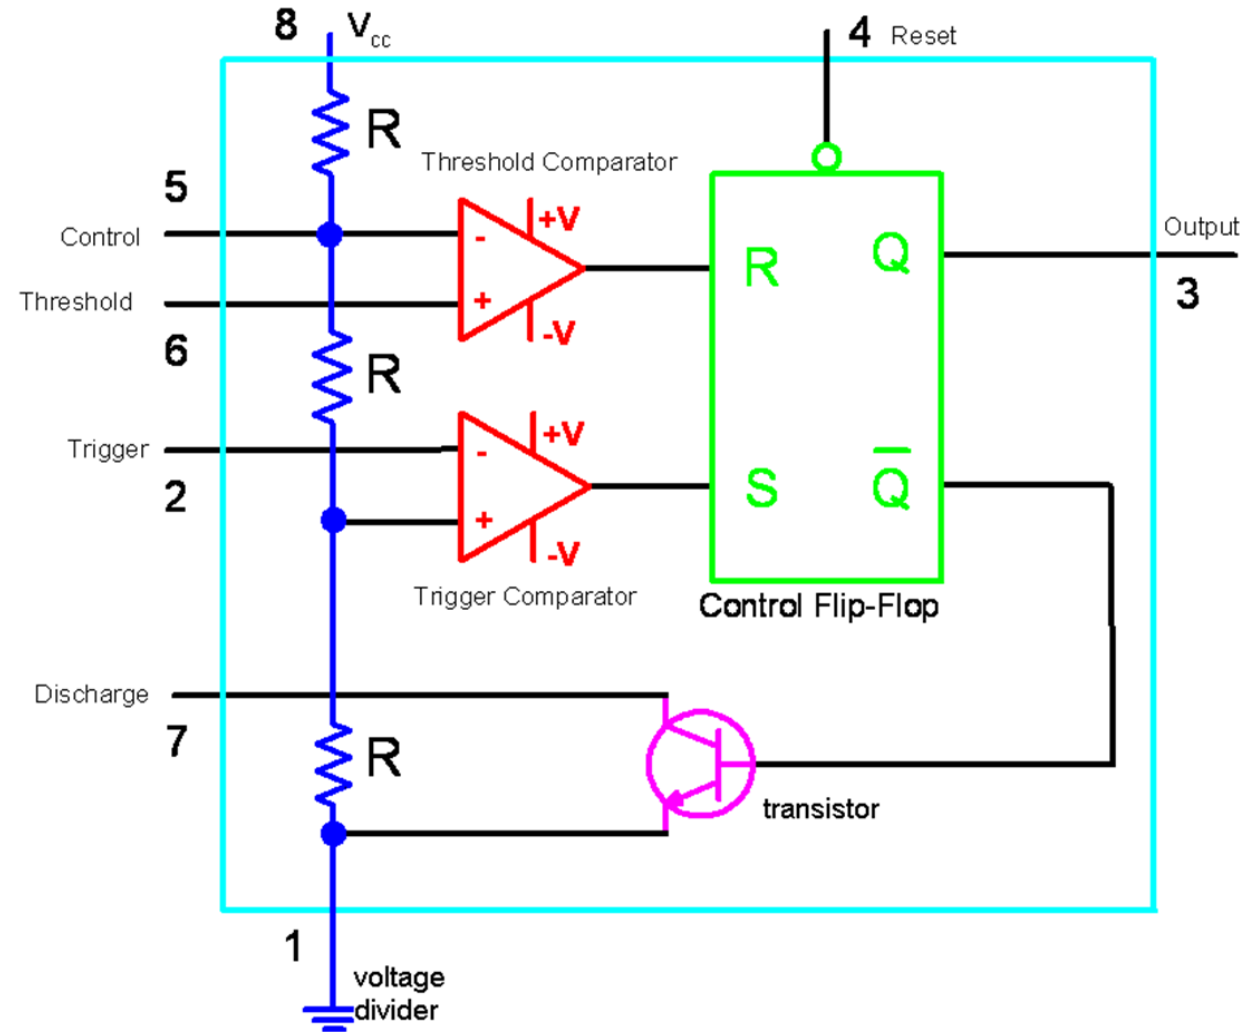 8 Vcc
4 Reset
R
Threshold Comparator
5
Control
Threshold
6
- +V
+ -V
R
R Q
Output
3
Trigger
2
- +V
+ -V
S Q̅
Trigger Comparator
Control Flip-Flop
Discharge
7
R
transistor
1
voltage
divider